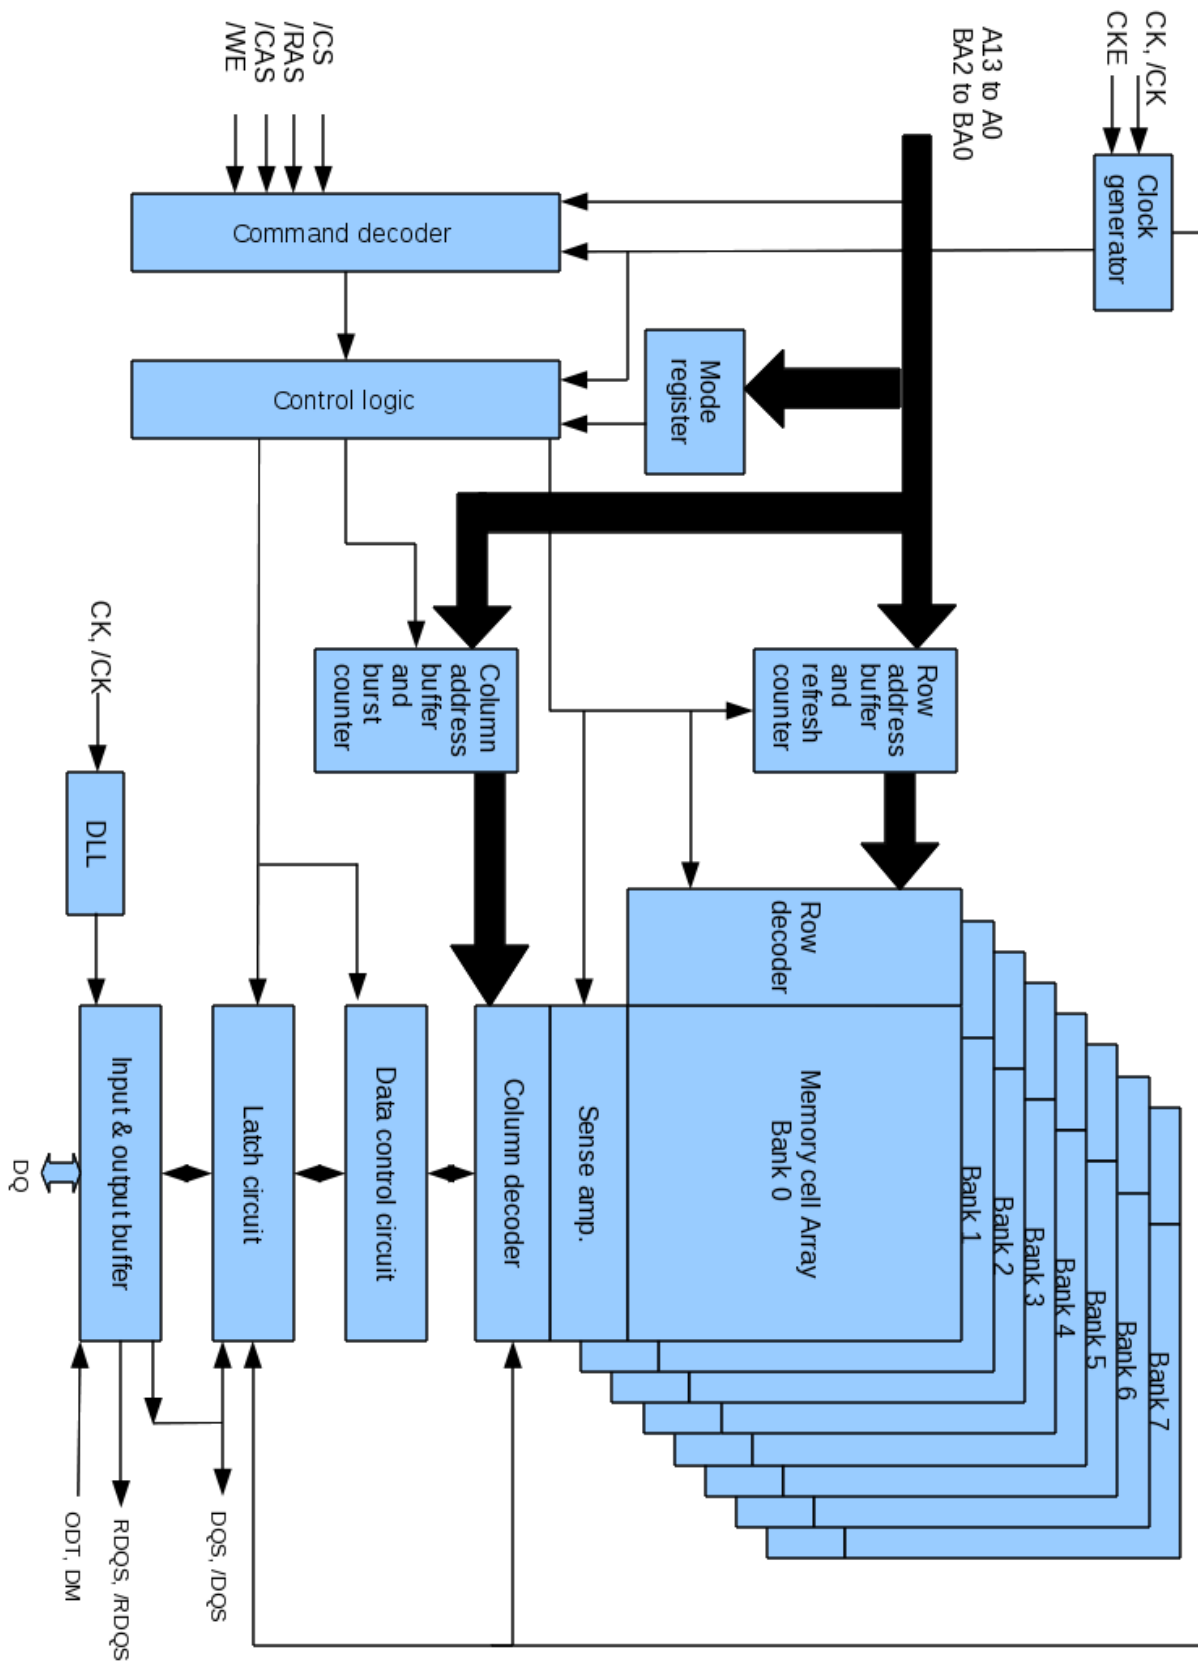 CK, /CK
CKE
Clock
generator
A13 to A0
BA2 to BA0
/CS
/RAS
/CAS
/WE
Command decoder
Control logic
Mode
register
Row
address
buffer
and
refresh
counter
Column
address
buffer
and
burst
counter
CK, /CK
DLL
Row
decoder
Memory cell Array
Bank 0
Bank 1
Bank 2
Bank 3
Bank 4
Bank 5
Bank 6
Bank 7
Sense amp.
Column decoder
Data control circuit
Latch circuit
Input & output buffer
DQ
DQS, /DQS
RDQS, /RDQS
ODT, DM